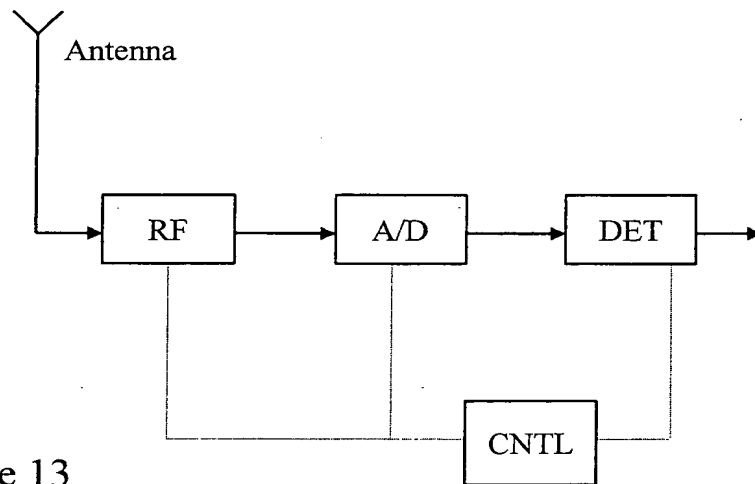 Antenna
RF
A/D
DET
CNTL
e 13